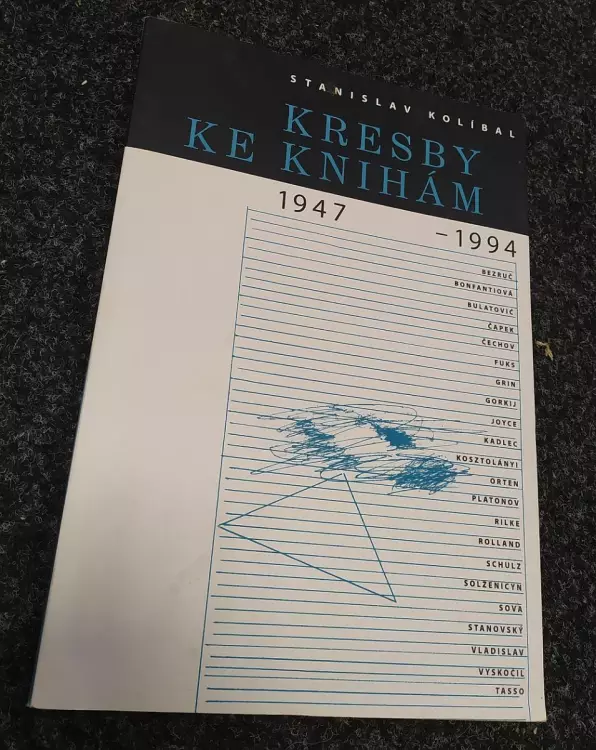 STANISLAV KOLÍBAL
KRESBY
KE KNIHÁM
1947 – 1994
BEZRUČ
BONFANTIOVÁ
BULATOVIĆ
ČAPEK
ČECHOV
FUKS
GRIN
GORKIJ
JOYCE
KADLEC
KOSZTOLÁNYI
ORTEN
PLATONOV
RILKE
ROLLAND
SCHULZ
SOLŽENICYN
SOVA
STANOVSKÝ
VLADISLAV
VYSKOČIL
TASSO